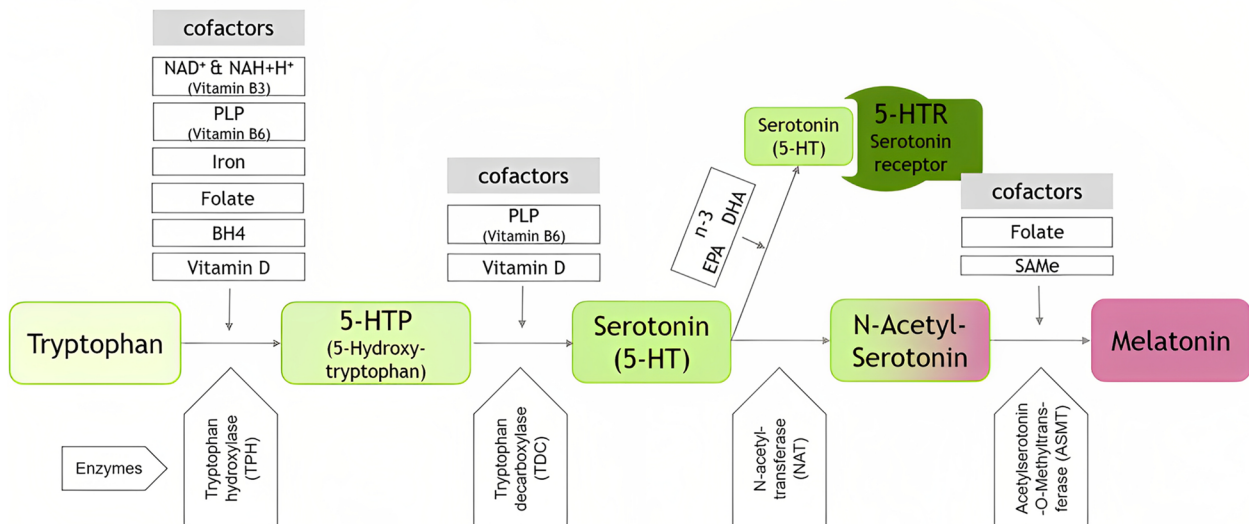 cofactors
NAD⁺ & NAH+H⁺
(Vitamin B3)
PLP
(Vitamin B6)
Iron
Folate
BH4
Vitamin D
cofactors
PLP
(Vitamin B6)
Vitamin D
n-3 DHA
EPA
Serotonin
(5-HT)
5-HTR
Serotonin
receptor
cofactors
Folate
SAMe
Tryptophan
5-HTP
(5-Hydroxy-
tryptophan)
Serotonin
(5-HT)
N-Acetyl-
Serotonin
Melatonin
Enzymes
Tryptophan
hydroxylase
(TPH)
Tryptophan
decarboxylase
(TDC)
N-acetyl-
transferase
(NAT)
Acetylserotonin
-O-Methyltrans-
ferase (ASMT)